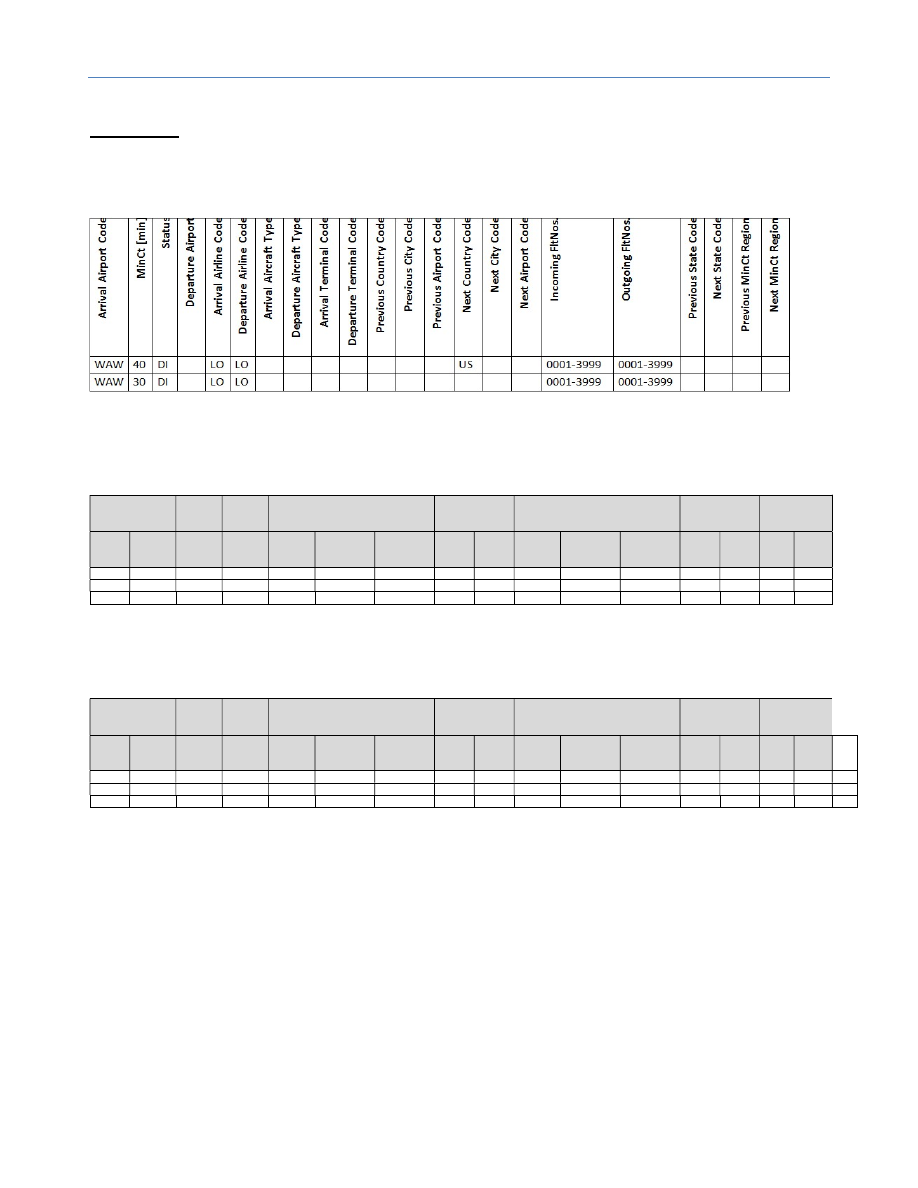 Arrival Airport Code MinCt [min] Status Departure Airport Arrival Airline Code Departure Airline Code Arrival Aircraft Type Departure Aircraft Type Arrival Terminal Code Departure Terminal Code Previous Country Code Previous City Code Previous Airport Code Next Country Code Next City Code Next Airport Code Incoming FltNos. Outgoing FltNos. Previous State Code Next State Code Previous MinCt Region Next MinCt Region
WAW 40 DI LO LO US 0001-3999 0001-3999
WAW 30 DI LO LO 0001-3999 0001-3999